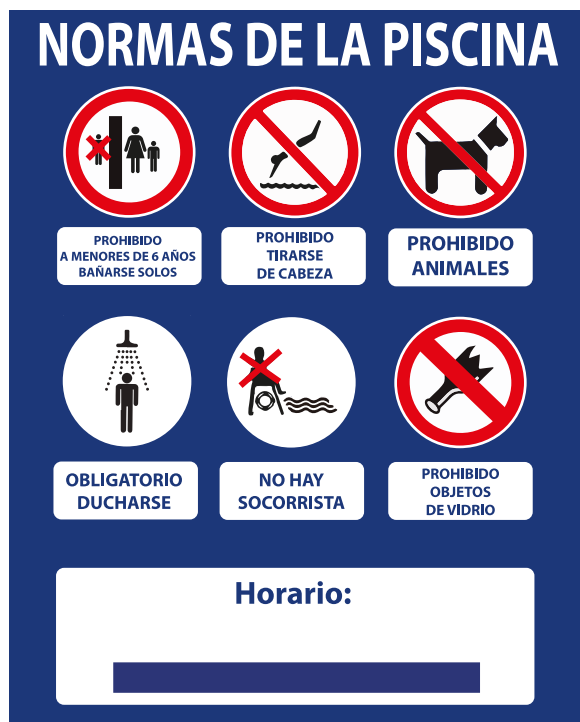 NORMAS DE LA PISCINA
PROHIBIDO
A MENORES DE 6 AÑOS
BAÑARSE SOLOS
PROHIBIDO
TIRARSE
DE CABEZA
PROHIBIDO
ANIMALES
OBLIGATORIO
DUCHARSE
NO HAY
SOCORRISTA
PROHIBIDO
OBJETOS
DE VIDRIO
Horario: